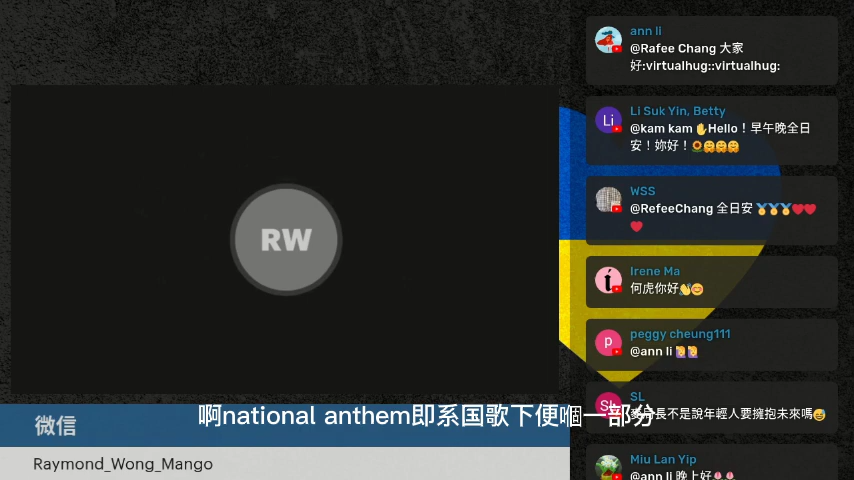 RW
微信
Raymond_Wong_Mango
啊national anthem即系国歌下便嗰一部分
ann li
@Rafee Chang 大家
好:virtualhug::virtualhug:
Li Suk Yin, Betty
@kam kam ✋Hello！早午晚全日
安！妳好！🌻🤗🤗🤗
WSS
@RefeeChang 全日安 🏅🏅🏅❤️❤️
❤️
Irene Ma
何虎你好👋😊
peggy cheung111
@ann li 🙋🙋
SL
長不是說年輕人要擁抱未來嗎😅
Miu Lan Yip
@ann li 晚上好